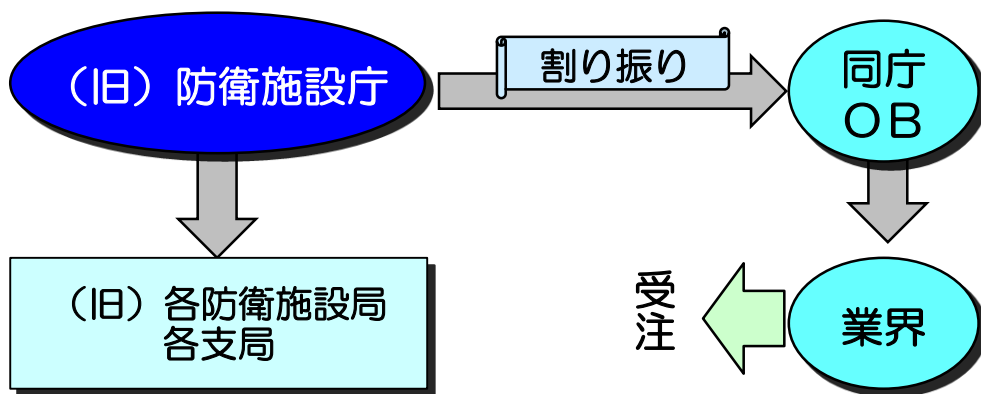 （旧）防衛施設庁
割り振り
同庁
ＯＢ
（旧）各防衛施設局
各支局
受
注
業界